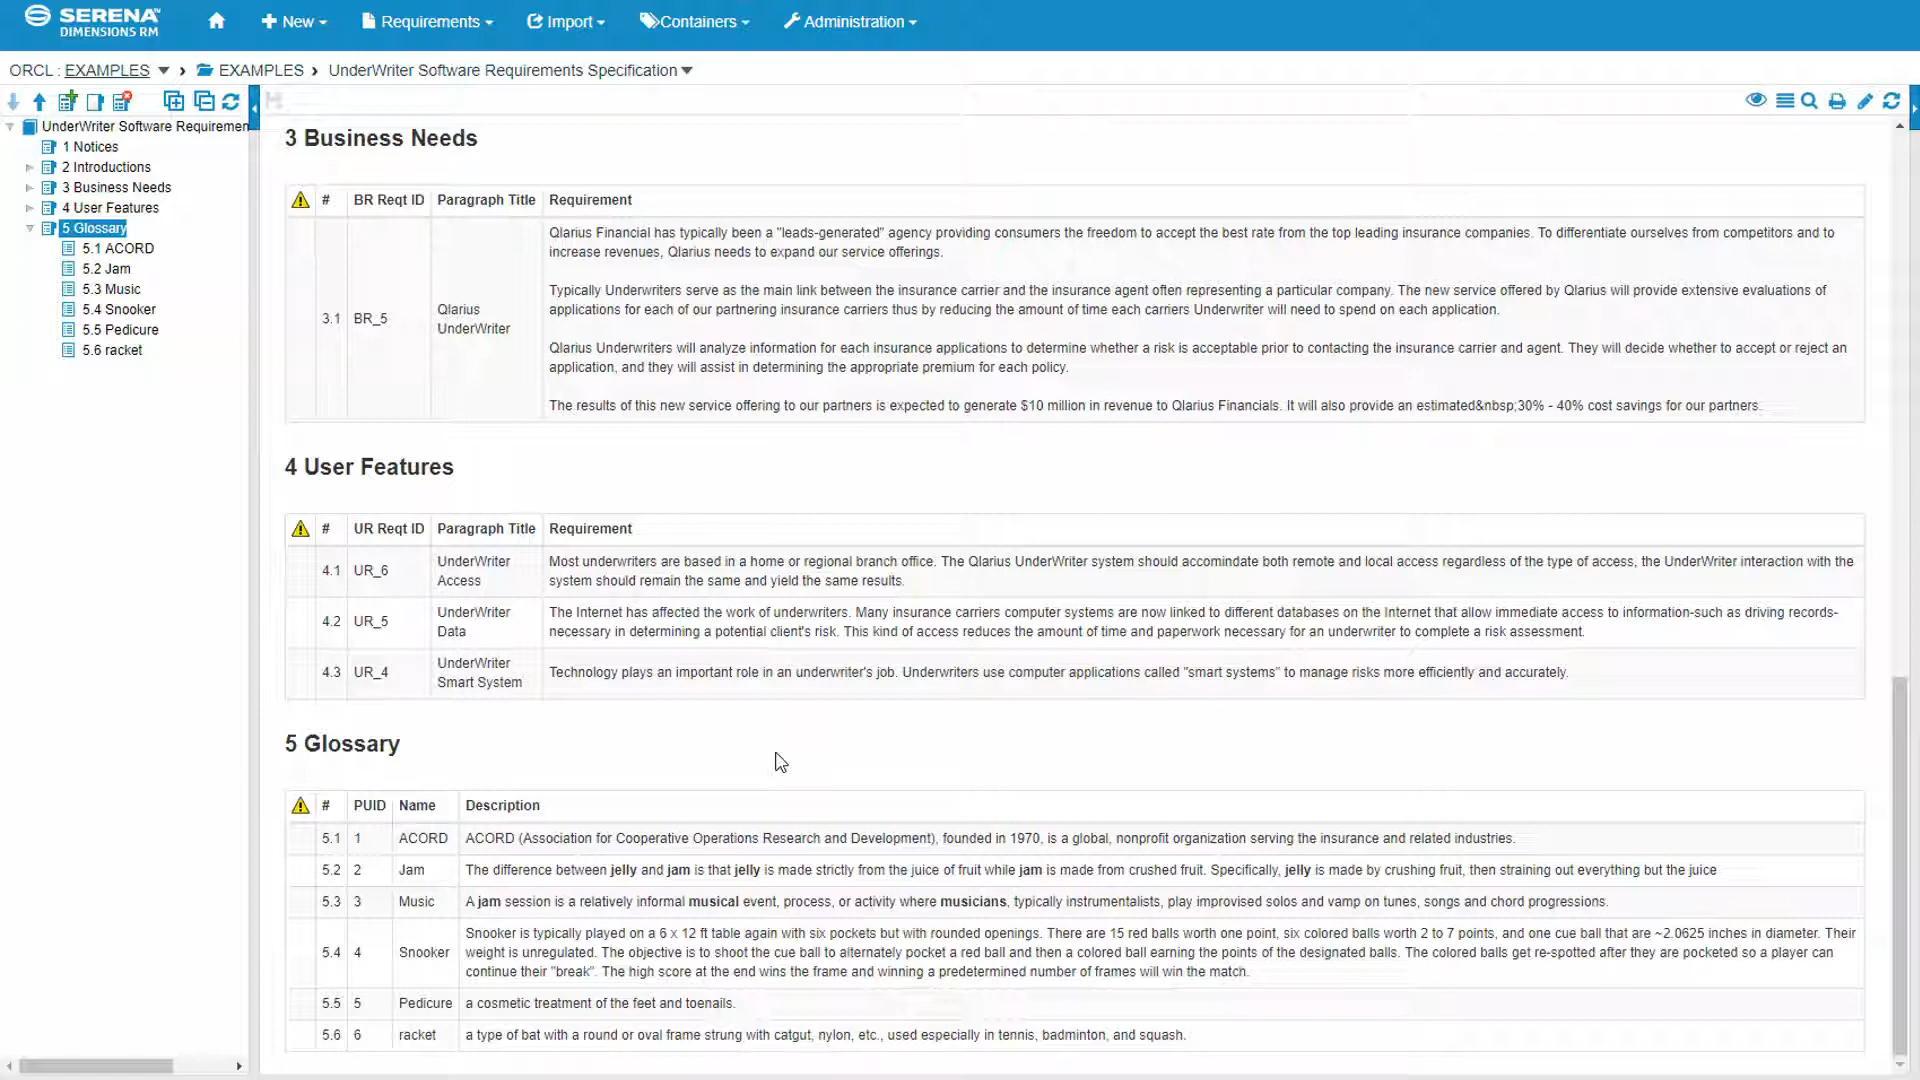 SERENA
DIMENSIONS RM
New
Requirements
Import
Containers
Administration
ORCL : EXAMPLES › EXAMPLES › UnderWriter Software Requirements Specification
UnderWriter Software Requiremen
1 Notices
2 Introductions
3 Business Needs
4 User Features
5 Glossary
5.1 ACORD
5.2 Jam
5.3 Music
5.4 Snooker
5.5 Pedicure
5.6 racket
3 Business Needs
# BR Reqt ID Paragraph Title Requirement
3.1 BR_5 Qlarius UnderWriter
Qlarius Financial has typically been a "leads-generated" agency providing consumers the freedom to accept the best rate from the top leading insurance companies. To differentiate ourselves from competitors and to
increase revenues, Qlarius needs to expand our service offerings.
Typically Underwriters serve as the main link between the insurance carrier and the insurance agent often representing a particular company. The new service offered by Qlarius will provide extensive evaluations of
applications for each of our partnering insurance carriers thus by reducing the amount of time each carriers Underwriter will need to spend on each application.
Qlarius Underwriters will analyze information for each insurance applications to determine whether a risk is acceptable prior to contacting the insurance carrier and agent. They will decide whether to accept or reject an
application, and they will assist in determining the appropriate premium for each policy.
The results of this new service offering to our partners is expected to generate $10 million in revenue to Qlarius Financials. It will also provide an estimated&nbsp;30% - 40% cost savings for our partners.
4 User Features
# UR Reqt ID Paragraph Title Requirement
4.1 UR_6 UnderWriter Access
Most underwriters are based in a home or regional branch office. The Qlarius UnderWriter system should accomindate both remote and local access regardless of the type of access, the UnderWriter interaction with the
system should remain the same and yield the same results.
4.2 UR_5 UnderWriter Data
The Internet has affected the work of underwriters. Many insurance carriers computer systems are now linked to different databases on the Internet that allow immediate access to information-such as driving records-
necessary in determining a potential client's risk. This kind of access reduces the amount of time and paperwork necessary for an underwriter to complete a risk assessment.
4.3 UR_4 UnderWriter Smart System
Technology plays an important role in an underwriter's job. Underwriters use computer applications called "smart systems" to manage risks more efficiently and accurately.
5 Glossary
# PUID Name Description
5.1 1 ACORD ACORD (Association for Cooperative Operations Research and Development), founded in 1970, is a global, nonprofit organization serving the insurance and related industries.
5.2 2 Jam The difference between jelly and jam is that jelly is made strictly from the juice of fruit while jam is made from crushed fruit. Specifically, jelly is made by crushing fruit, then straining out everything but the juice
5.3 3 Music A jam session is a relatively informal musical event, process, or activity where musicians, typically instrumentalists, play improvised solos and vamp on tunes, songs and chord progressions.
5.4 4 Snooker
Snooker is typically played on a 6 x 12 ft table again with six pockets but with rounded openings. There are 15 red balls worth one point, six colored balls worth 2 to 7 points, and one cue ball that are ~2.0625 inches in diameter. Their
weight is unregulated. The objective is to shoot the cue ball to alternately pocket a red ball and then a colored ball earning the points of the designated balls. The colored balls get re-spotted after they are pocketed so a player can
continue their "break". The high score at the end wins the frame and winning a predetermined number of frames will win the match.
5.5 5 Pedicure a cosmetic treatment of the feet and toenails.
5.6 6 racket a type of bat with a round or oval frame strung with catgut, nylon, etc., used especially in tennis, badminton, and squash.